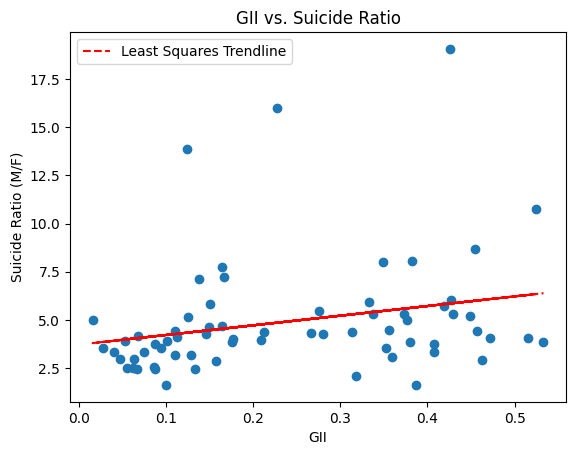 GII vs. Suicide Ratio
Least Squares Trendline
Suicide Ratio (M/F)
17.5
15.0
12.5
10.0
7.5
5.0
2.5
0.0 0.1 0.2 0.3 0.4 0.5
GII